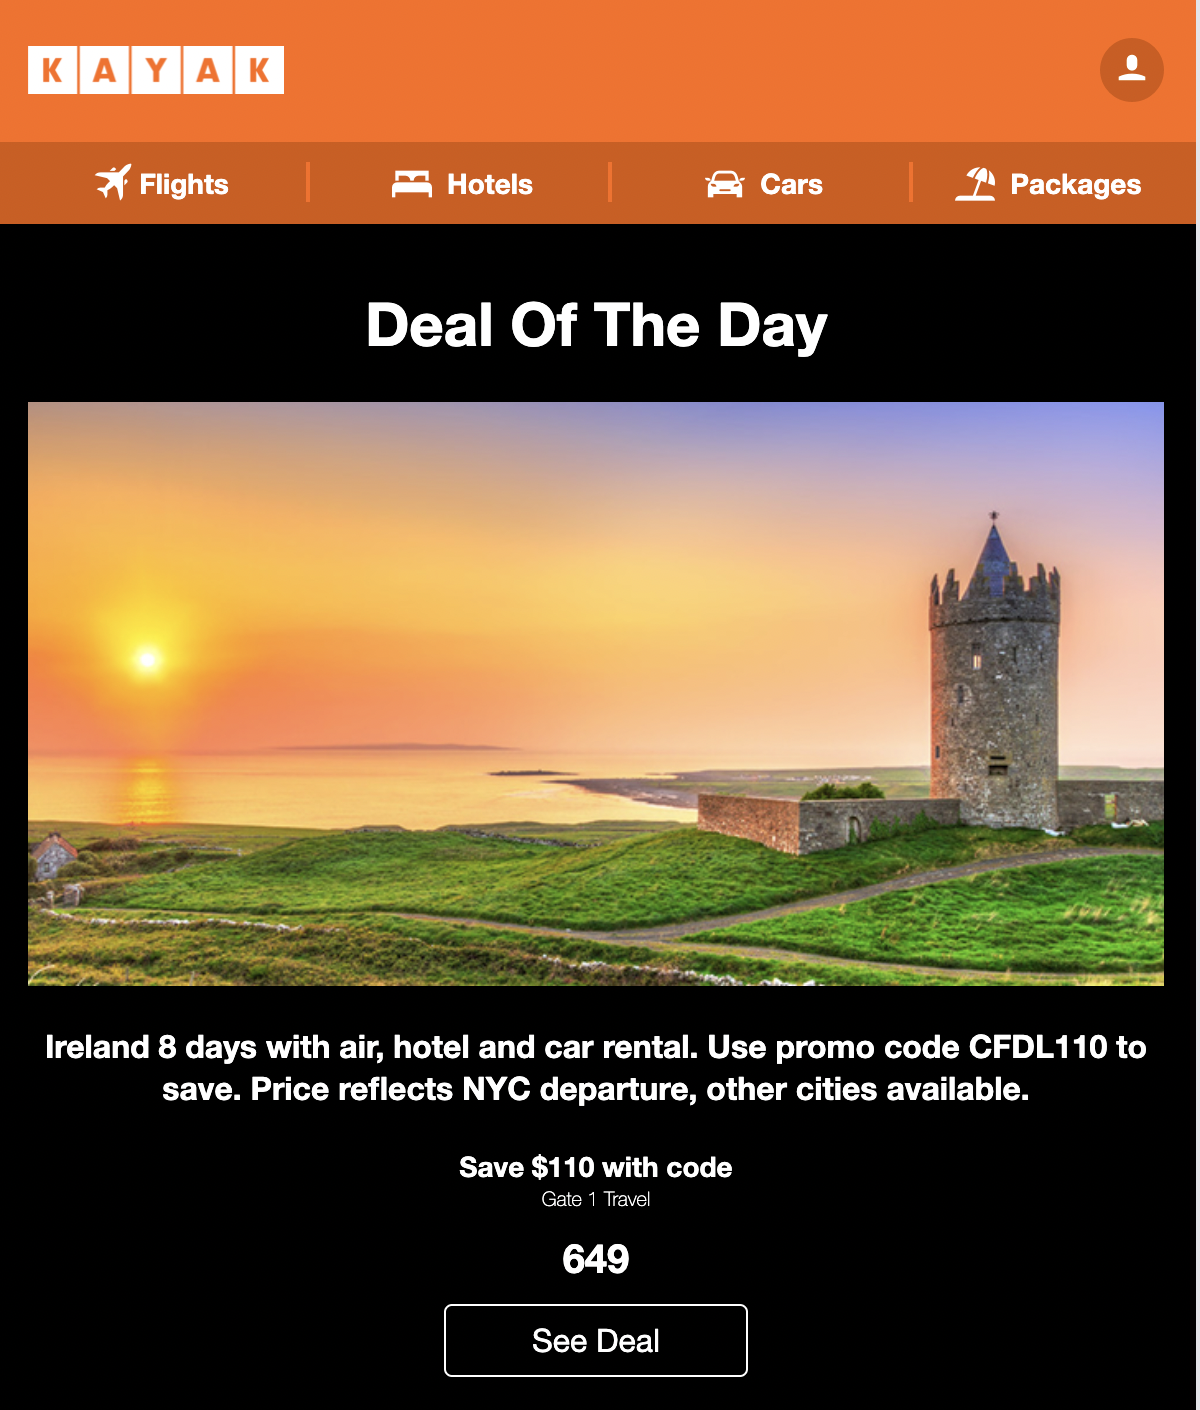 KAYAK
Flights
Hotels
Cars
Packages
Deal Of The Day
Ireland 8 days with air, hotel and car rental. Use promo code CFDL110 to
save. Price reflects NYC departure, other cities available.
Save $110 with code
Gate 1 Travel
649
See Deal